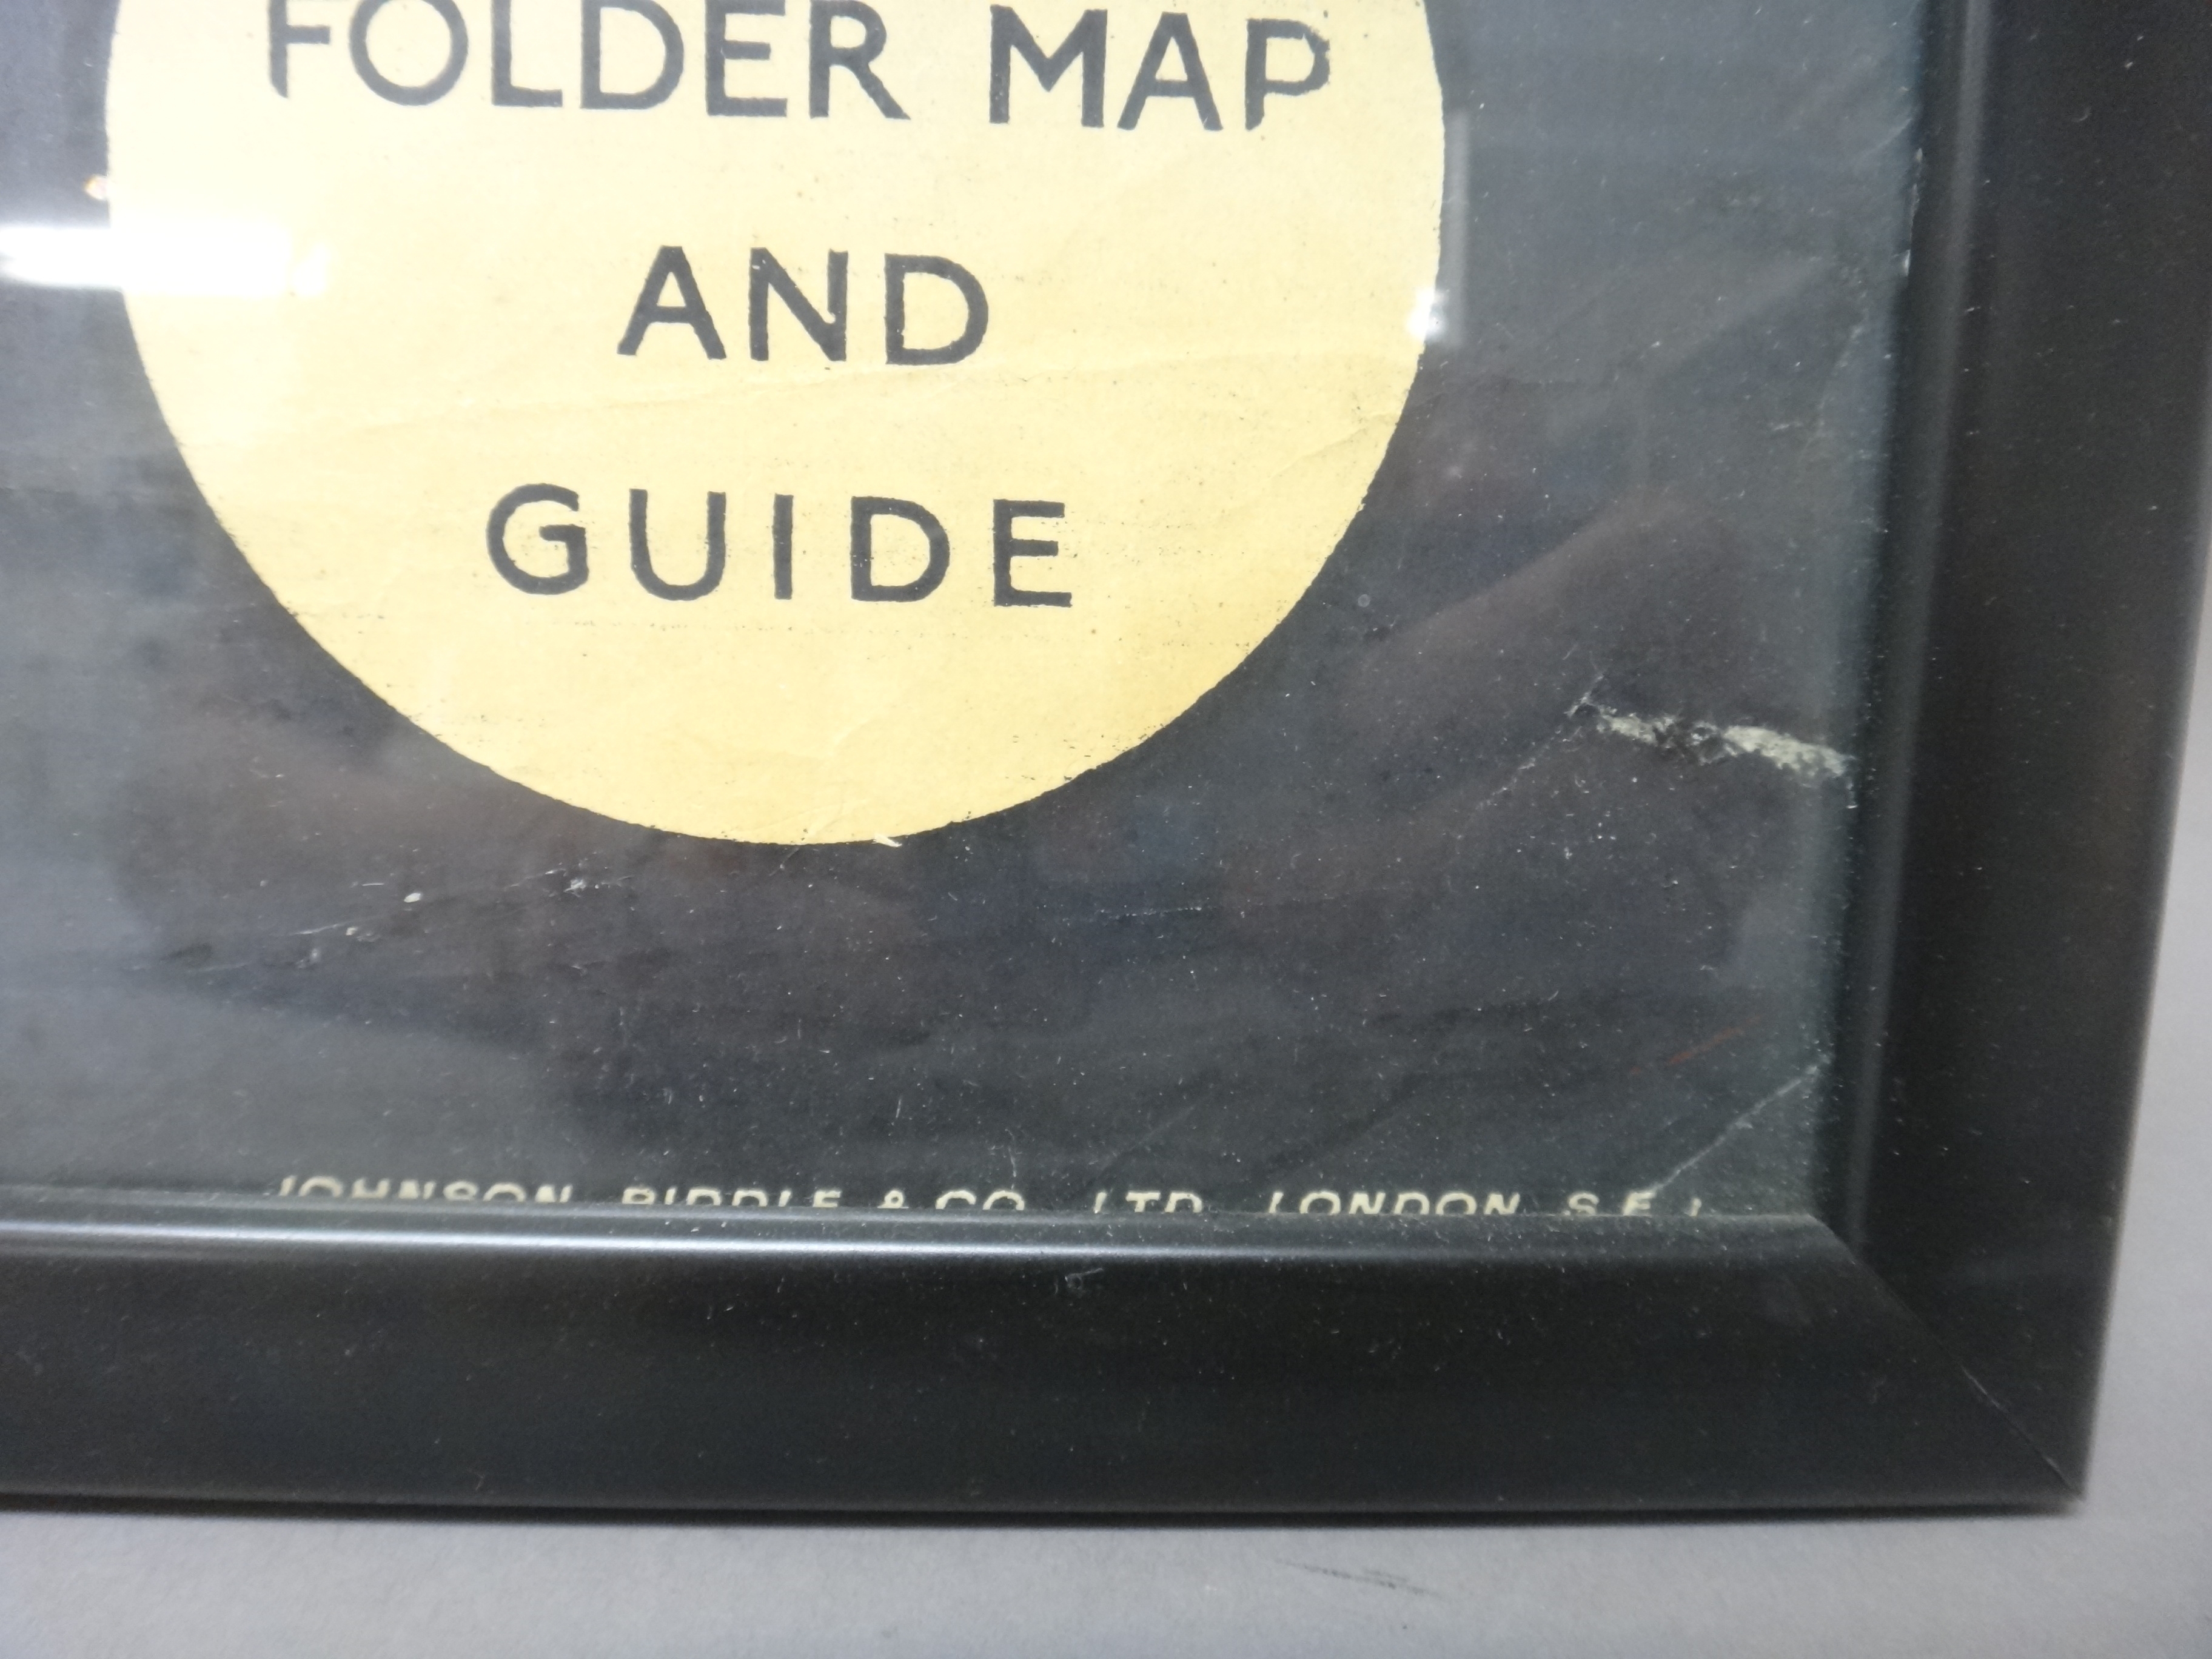 FOLDER MAP
AND
GUIDE
JOHNSON, RIDDLE & CO., LTD., LONDON, S.E.1